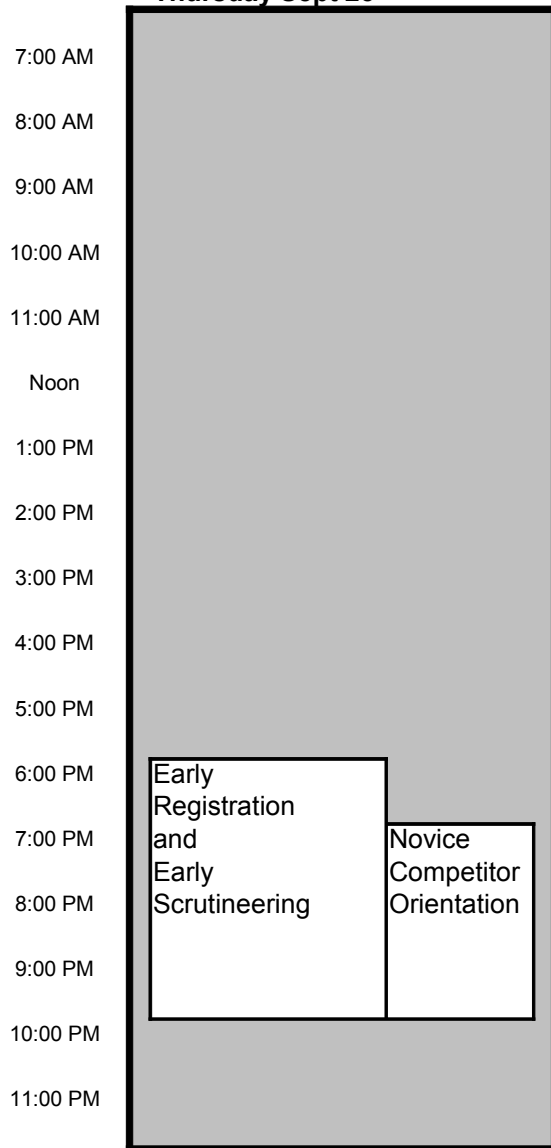 7:00 AM
8:00 AM
9:00 AM
10:00 AM
11:00 AM
Noon
1:00 PM
2:00 PM
3:00 PM
4:00 PM
5:00 PM
6:00 PM
Early
Registration
7:00 PM
and
Early
8:00 PM
Scrutineering
Novice
Competitor
Orientation
9:00 PM
10:00 PM
11:00 PM